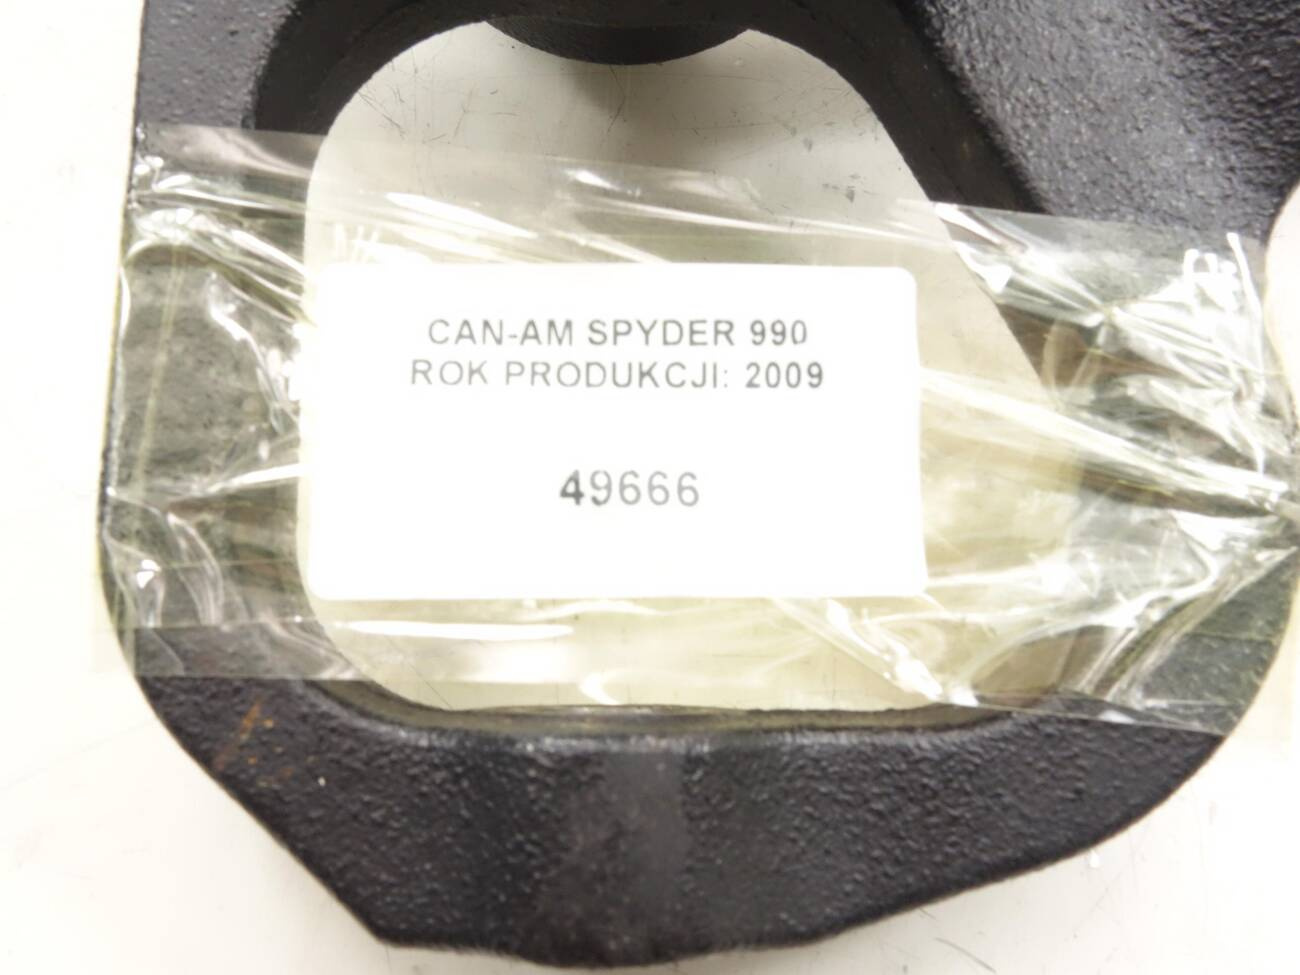 CAN-AM SPYDER 990
ROK PRODUKCJI: 2009
49666